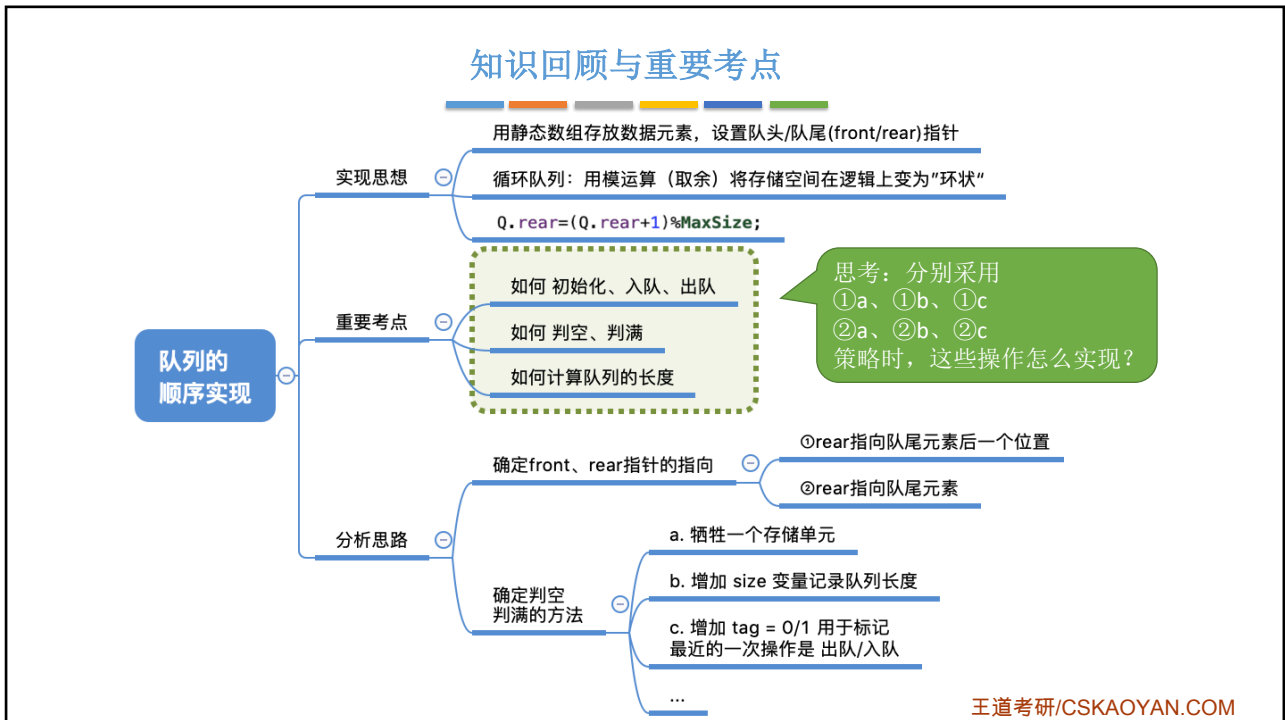 知识回顾与重要考点
用静态数组存放数据元素，设置队头/队尾(front/rear)指针
实现思想
循环队列：用模运算（取余）将存储空间在逻辑上变为”环状“
Q.rear=(Q.rear+1)%MaxSize;
如何 初始化、入队、出队
重要考点
如何 判空、判满
如何计算队列的长度
思考：分别采用
①a、①b、①c
②a、②b、②c
策略时，这些操作怎么实现？
队列的
顺序实现
确定front、rear指针的指向
①rear指向队尾元素后一个位置
②rear指向队尾元素
分析思路
确定判空
判满的方法
a. 牺牲一个存储单元
b. 增加 size 变量记录队列长度
c. 增加 tag = 0/1 用于标记
最近的一次操作是 出队/入队
...
王道考研/CSKAOYAN.COM